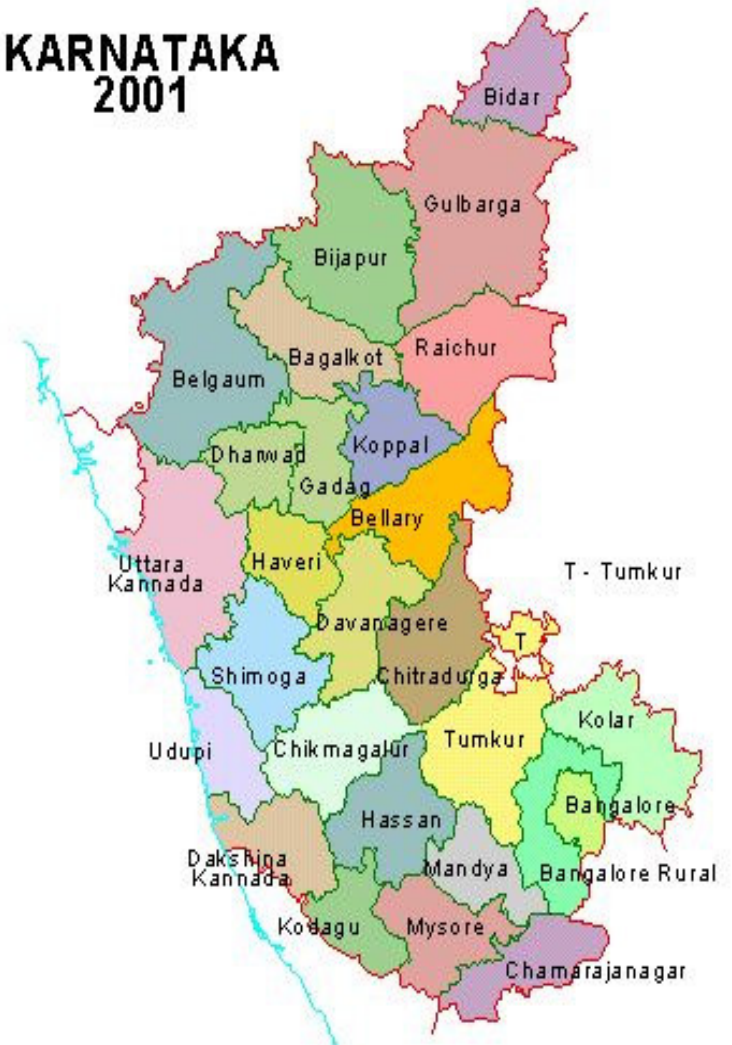 KARNATAKA
2001
Bidar
Gulbarga
Bijapur
Raichur
Bagalkot
Belgaum
Koppal
Dharwad
Gadag
Bellary
Haveri
Uttara
Kannada
T - Tumkur
Davanagere
T
Shimoga
Chitradurga
Kolar
Udupi
Chikmagalur
Tumkur
Bangalore
Hassan
Dakshina
Kannada
Mandya
Bangalore Rural
Kodagu
Mysore
Chamarajanagar